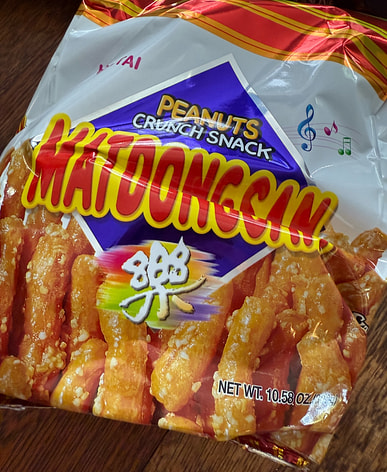 PEANUTS
CRUNCH SNACK
MATDONGSAN
樂
NET WT. 10.58 OZ